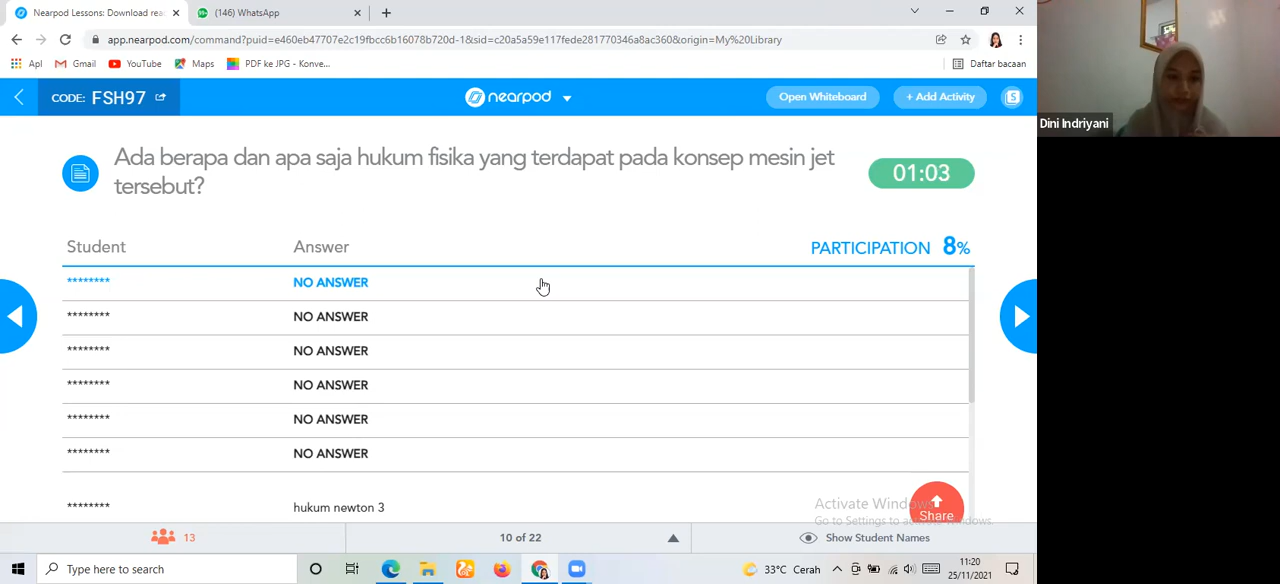 Nearpod Lessons: Download rea
(146) WhatsApp
app.nearpod.com/command?puid=e460eb47707e2c19fbcc6b16078b720d-1&sid=c20a5a59e117fede281770346a8ac360&origin=My%20Library
Apl
Gmail
YouTube
Maps
PDF ke JPG - Konve...
Daftar bacaan
CODE: FSH97
nearpod
Open Whiteboard
+ Add Activity
S
Dini Indriyani
Ada berapa dan apa saja hukum fisika yang terdapat pada konsep mesin jet
tersebut?
01:03
Student
Answer
PARTICIPATION 8%
******** NO ANSWER
******** NO ANSWER
******** NO ANSWER
******** NO ANSWER
******** NO ANSWER
******** NO ANSWER
******** hukum newton 3
Share
Activate Windows
Go to Settings to activate Windows.
13
10 of 22
Show Student Names
Type here to search
33°C Cerah
11:20
25/11/2021